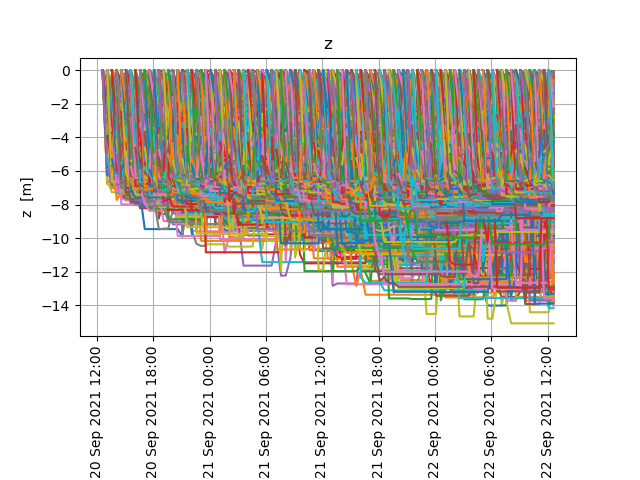 z
0
−2
−4
−6
−8
−10
−12
−14
z [m]
20 Sep 2021 12:00
20 Sep 2021 18:00
21 Sep 2021 00:00
21 Sep 2021 06:00
21 Sep 2021 12:00
21 Sep 2021 18:00
22 Sep 2021 00:00
22 Sep 2021 06:00
22 Sep 2021 12:00